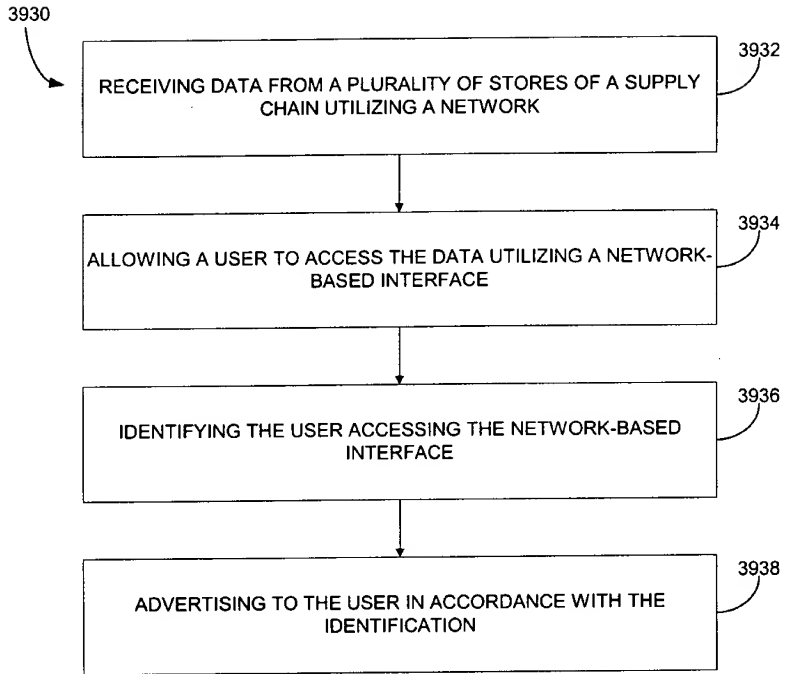 3930
3932
RECEIVING DATA FROM A PLURALITY OF STORES OF A SUPPLY
CHAIN UTILIZING A NETWORK
3934
ALLOWING A USER TO ACCESS THE DATA UTILIZING A NETWORK-
BASED INTERFACE
3936
IDENTIFYING THE USER ACCESSING THE NETWORK-BASED
INTERFACE
3938
ADVERTISING TO THE USER IN ACCORDANCE WITH THE
IDENTIFICATION